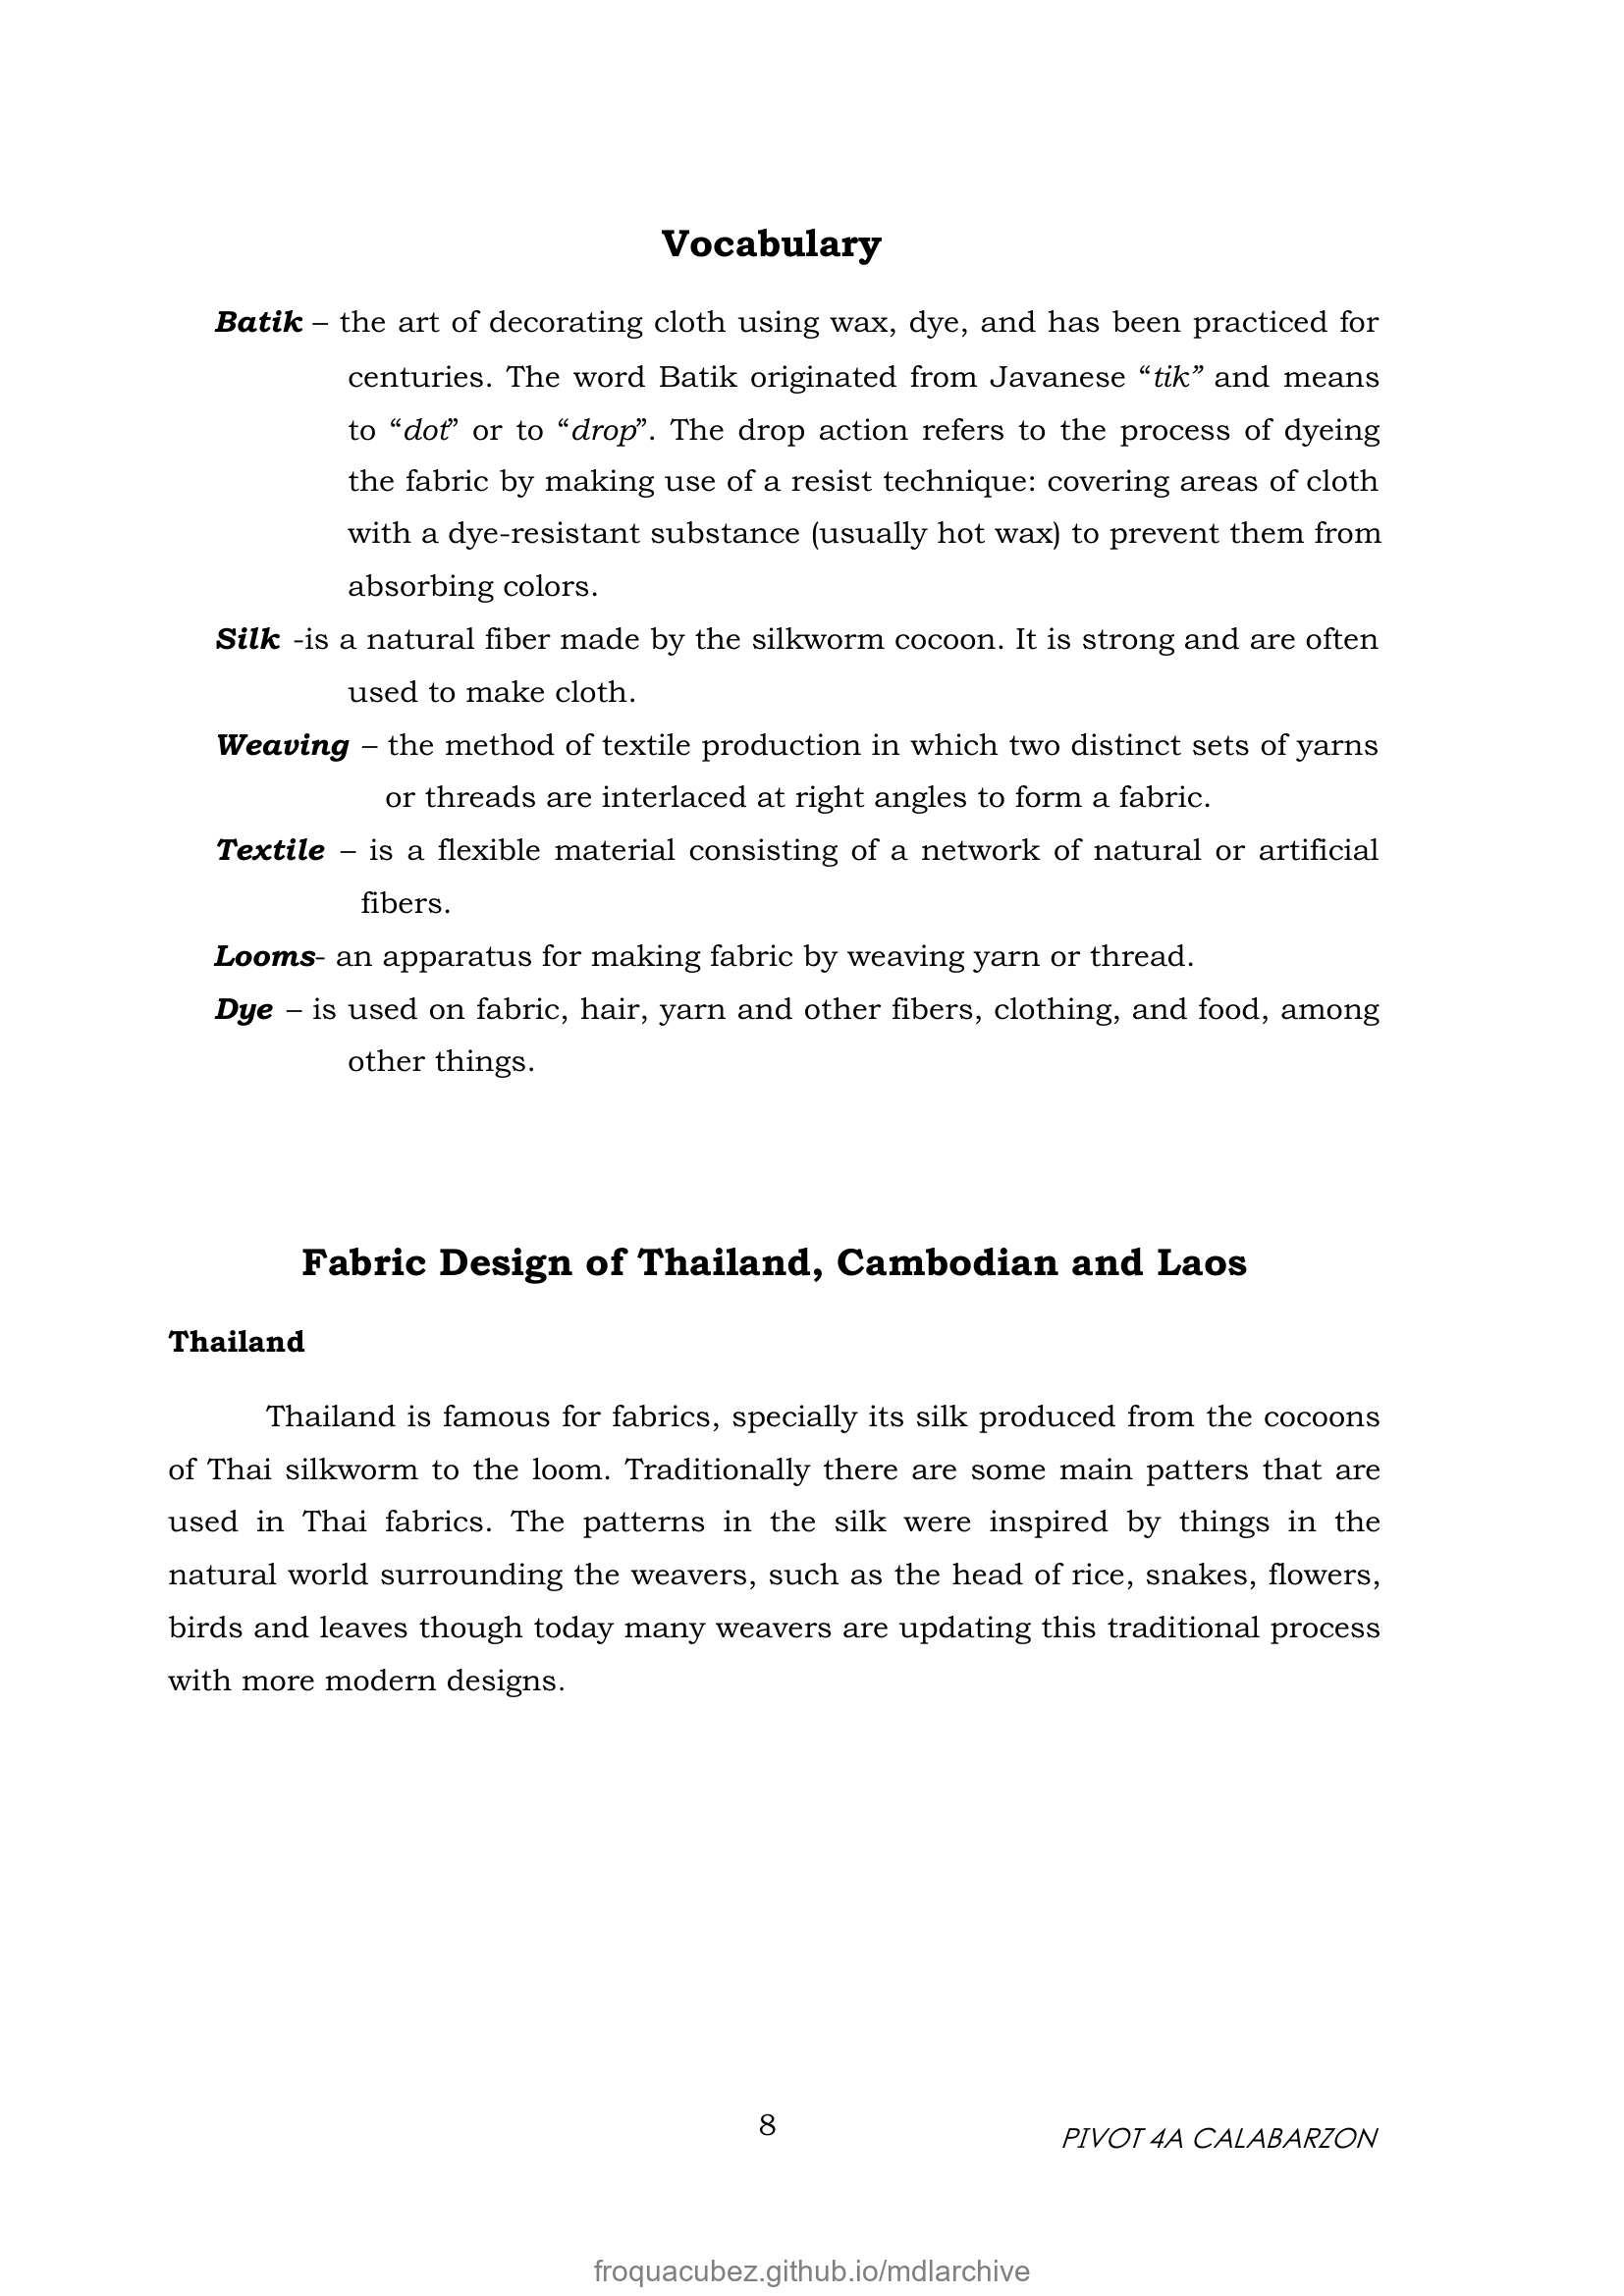 Vocabulary
Batik – the art of decorating cloth using wax, dye, and has been practiced for
centuries. The word Batik originated from Javanese “tik” and means
to “dot” or to “drop”. The drop action refers to the process of dyeing
the fabric by making use of a resist technique: covering areas of cloth
with a dye-resistant substance (usually hot wax) to prevent them from
absorbing colors.
Silk -is a natural fiber made by the silkworm cocoon. It is strong and are often
used to make cloth.
Weaving – the method of textile production in which two distinct sets of yarns
or threads are interlaced at right angles to form a fabric.
Textile – is a flexible material consisting of a network of natural or artificial
fibers.
Looms- an apparatus for making fabric by weaving yarn or thread.
Dye – is used on fabric, hair, yarn and other fibers, clothing, and food, among
other things.
Fabric Design of Thailand, Cambodian and Laos
Thailand
Thailand is famous for fabrics, specially its silk produced from the cocoons
of Thai silkworm to the loom. Traditionally there are some main patters that are
used in Thai fabrics. The patterns in the silk were inspired by things in the
natural world surrounding the weavers, such as the head of rice, snakes, flowers,
birds and leaves though today many weavers are updating this traditional process
with more modern designs.
8
PIVOT 4A CALABARZON
froquacubez.github.io/mdlarchive